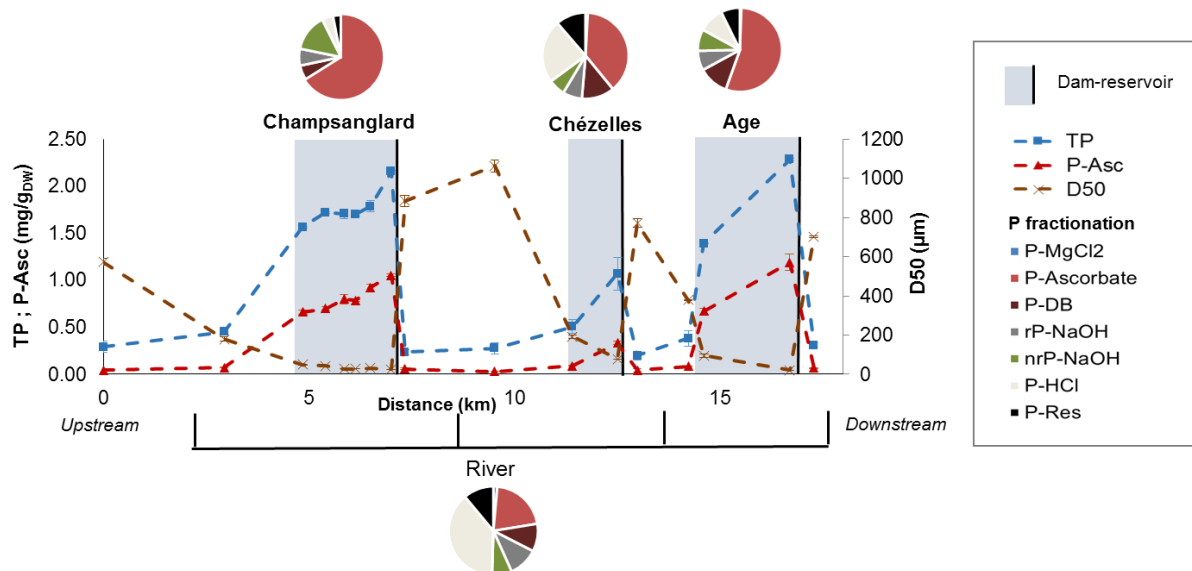 Champsanglard
Chézelles
Age
2.50
2.00
1.50
1.00
0.50
0.00
TP ; P-Asc (mg/gDW)
1200
1000
800
600
400
200
0
D50 (µm)
0
5
10
15
Distance (km)
Upstream
Downstream
River
Dam-reservoir
TP
P-Asc
D50
P fractionation
P-MgCl2
P-Ascorbate
P-DB
rP-NaOH
nrP-NaOH
P-HCl
P-Res